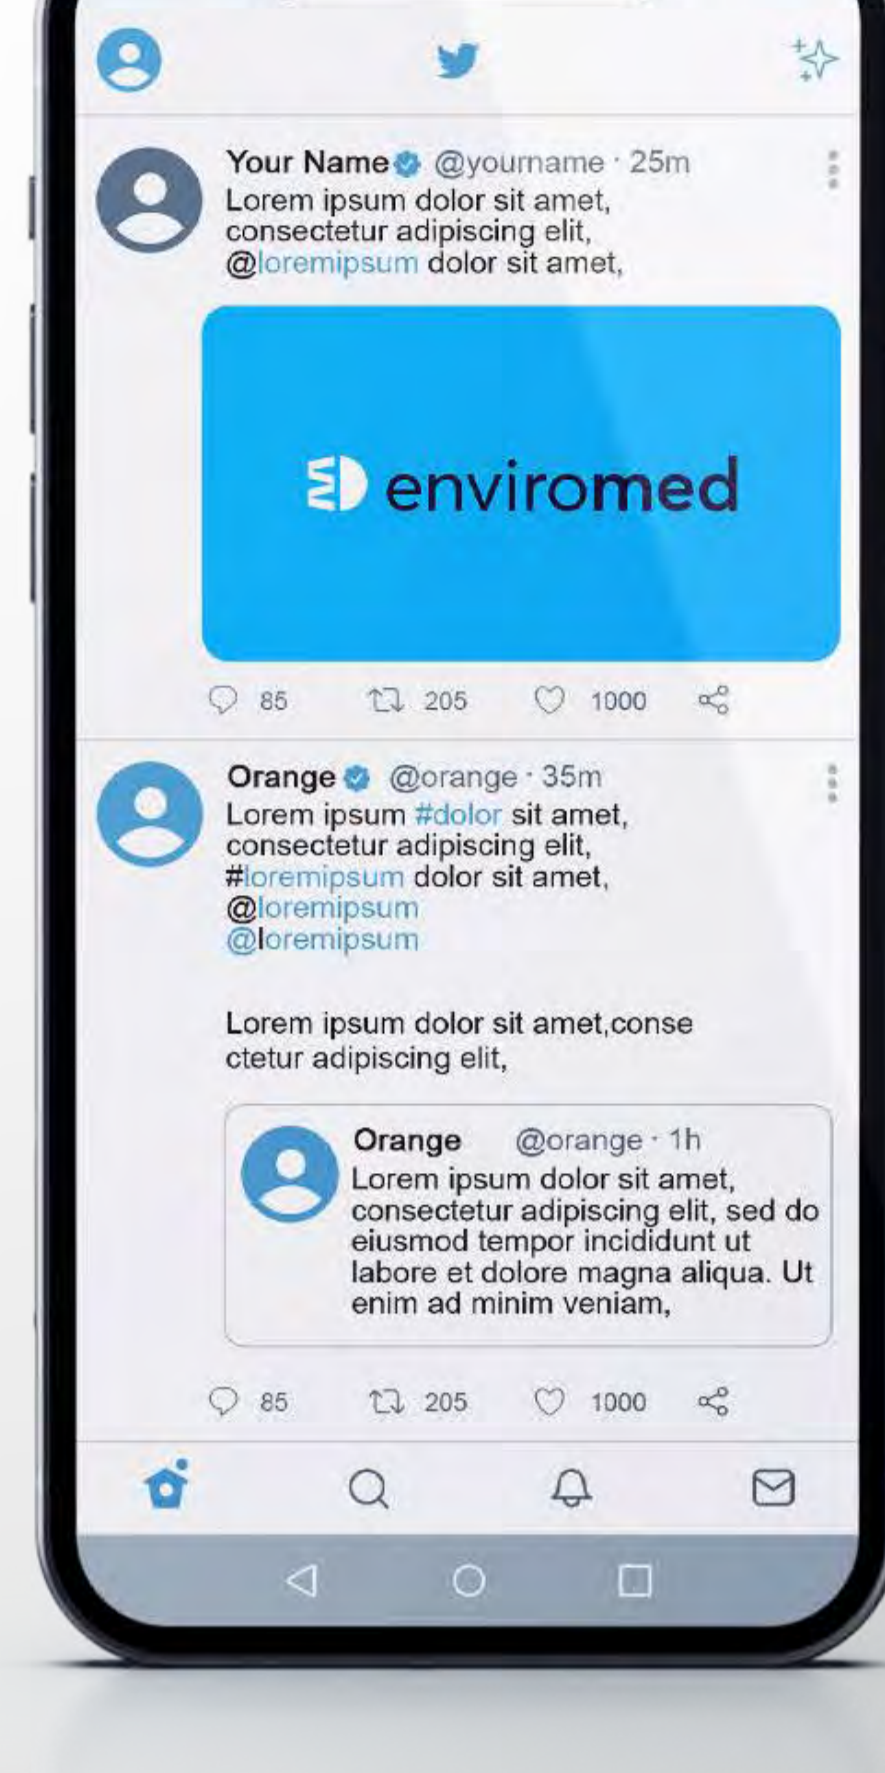 Your Name @yourname · 25m
Lorem ipsum dolor sit amet,
consectetur adipiscing elit,
@loremipsum dolor sit amet,
enviromed
85 205 1000
Orange @orange · 35m
Lorem ipsum #dolor sit amet,
consectetur adipiscing elit,
#loremipsum dolor sit amet,
@loremipsum
@loremipsum
Lorem ipsum dolor sit amet,conse
ctetur adipiscing elit,
Orange @orange · 1h
Lorem ipsum dolor sit amet,
consectetur adipiscing elit, sed do
eiusmod tempor incididunt ut
labore et dolore magna aliqua. Ut
enim ad minim veniam,
85 205 1000